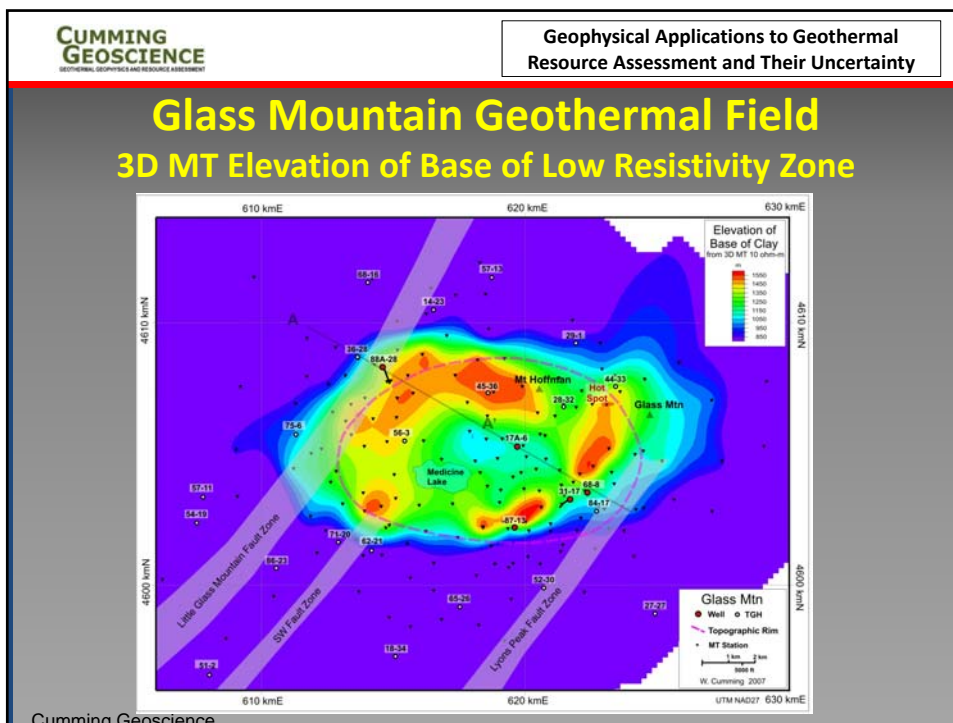 CUMMING
GEOSCIENCE
GEOTHERMAL GEOPHYSICS AND RESOURCE ASSESSMENT
Geophysical Applications to Geothermal
Resource Assessment and Their Uncertainty
Glass Mountain Geothermal Field
3D MT Elevation of Base of Low Resistivity Zone
610 kmE
620 kmE
630 kmE
Elevation of
Base of Clay
from 3D MT 10 ohm-m
m
1550
1450
1350
1250
1150
1050
950
850
68-16
57-13
14-23
4610 kmN
4610 kmN
A
29-1
36-28
88A-28
Mt Hoffman
44-33
45-36
Hot
Spot
28-32
Glass Mtn
75-6
56-3
A'
17A-6
Medicine
Lake
68-8
57-11
31-17
84-17
54-19
87-13
71-20
62-21
86-23
Little Glass Mountain Fault Zone
SW Fault Zone
Lyons Peak Fault Zone
52-30
4600 kmN
4600 kmN
65-26
27-27
18-34
51-2
Glass Mtn
Well
TGH
Topographic Rim
MT Station
1 km 2 km
5000 ft
W. Cumming 2007
610 kmE
620 kmE
UTM NAD27 630 kmE
Cumming Geoscience